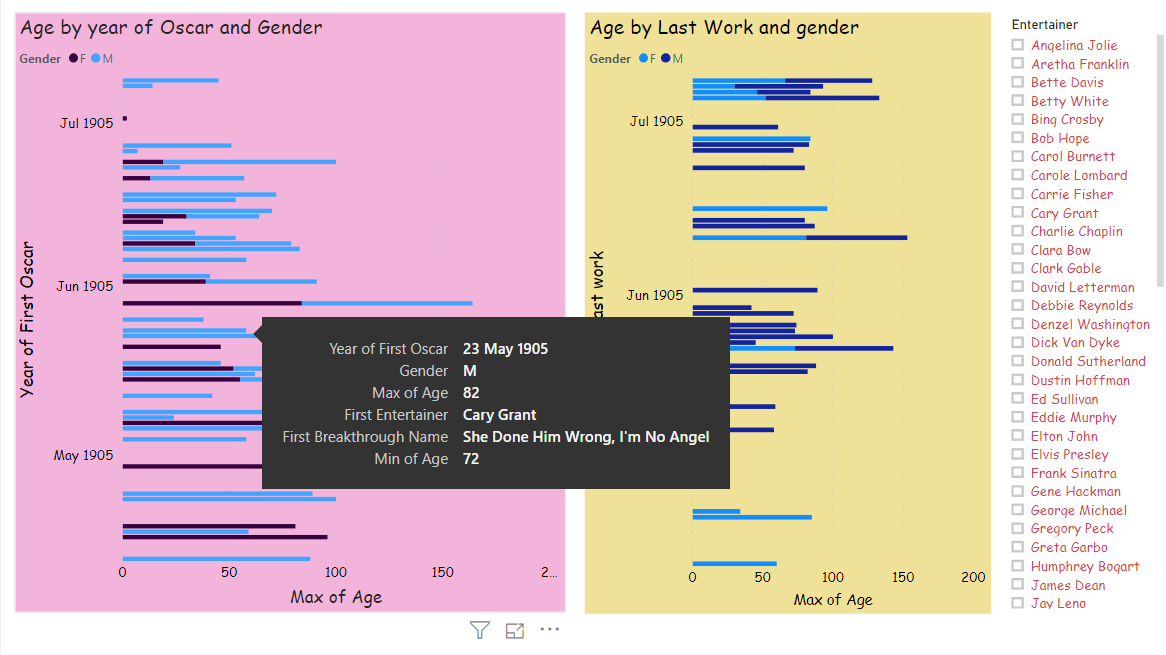 Age by year of Oscar and Gender
Gender F M
Jul 1905
Jun 1905
May 1905
Year of First Oscar
0 50 100 150 2...
Max of Age
Age by Last Work and gender
Gender F M
Jul 1905
Jun 1905
ast work
0 50 100 150 200
Max of Age
Year of First Oscar 23 May 1905
Gender M
Max of Age 82
First Entertainer Cary Grant
First Breakthrough Name She Done Him Wrong, I'm No Angel
Min of Age 72
Entertainer
Angelina Jolie
Aretha Franklin
Bette Davis
Betty White
Bing Crosby
Bob Hope
Carol Burnett
Carole Lombard
Carrie Fisher
Cary Grant
Charlie Chaplin
Clara Bow
Clark Gable
David Letterman
Debbie Reynolds
Denzel Washington
Dick Van Dyke
Donald Sutherland
Dustin Hoffman
Ed Sullivan
Eddie Murphy
Elton John
Elvis Presley
Frank Sinatra
Gene Hackman
George Michael
Gregory Peck
Greta Garbo
Humphrey Bogart
James Dean
Jay Leno